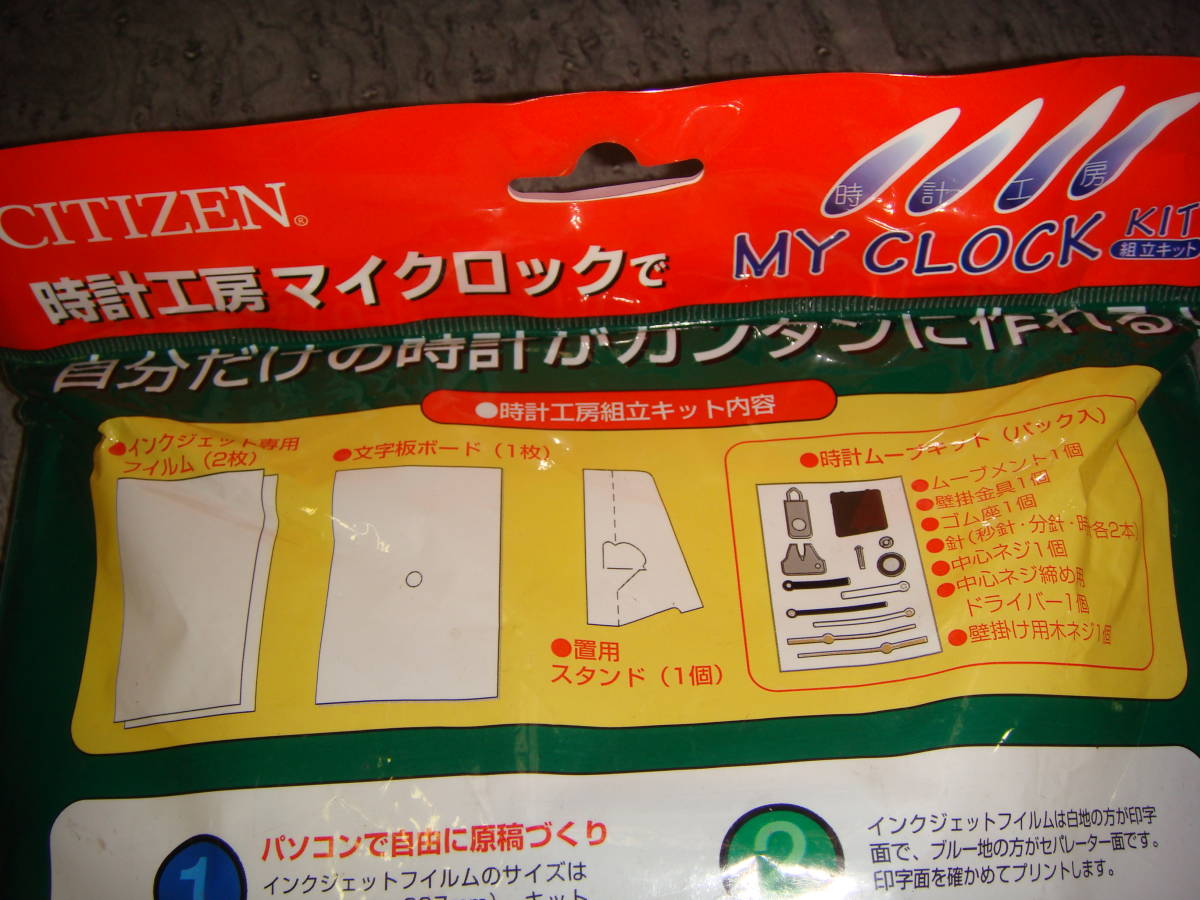 CITIZEN®
時計工房
MY CLOCK KIT
組立キット
時計工房 マイクロックで
自分だけの時計がカンタンに作れる
●時計工房組立キット内容
●インクジェット専用
フィルム(2枚)
●文字板ボード(1枚)
●置用
スタンド(1個)
●時計ムーブキット(パック入)
●ムーブメント1個
●壁掛金具1個
●ゴム座1個
●針(秒針・分針・時 各2本)
●中心ネジ1個
●中心ネジ締め用
ドライバー1個
●壁掛け用木ネジ1個
1
パソコンで自由に原稿づくり
インクジェットフィルムのサイズは
キット
2
インクジェットフィルムは白地の方が印字
面で、ブルー地の方がセパレーター面です。
印字面を確かめてプリントします。